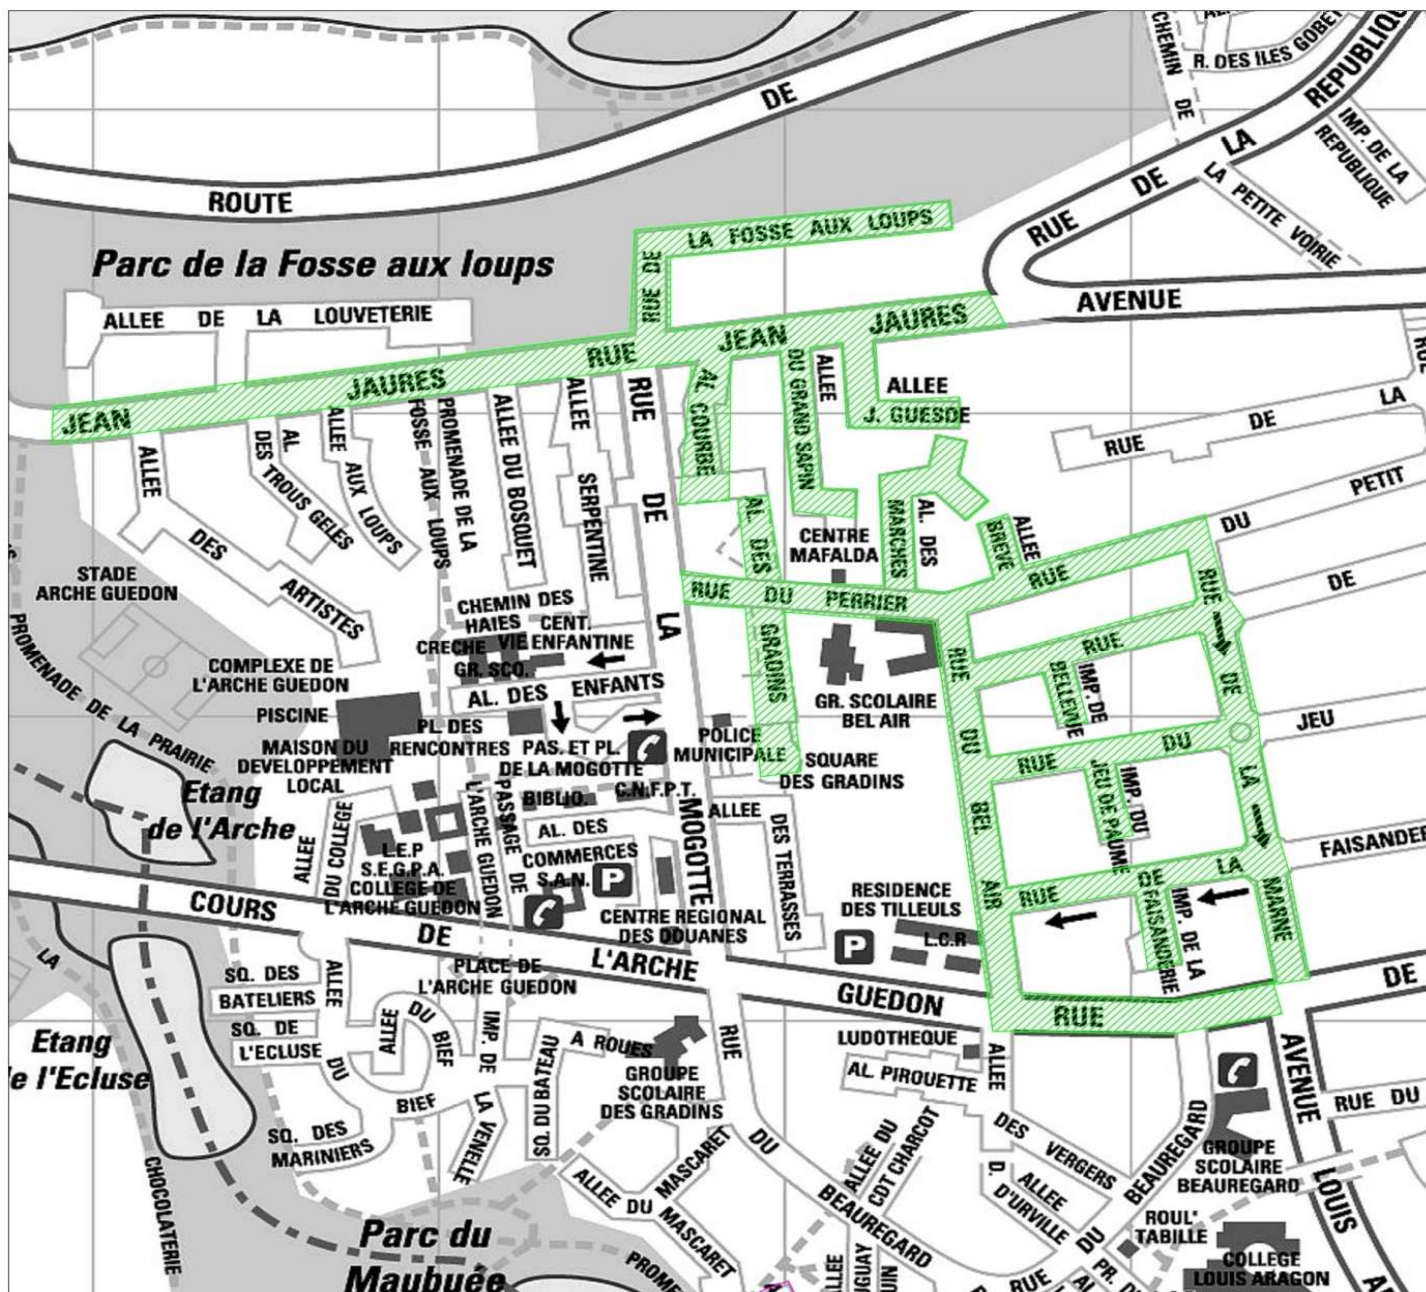 CHEMIN DE
AL.
R. DES ILES GOBET
REPUBLIQUE
DE
LA
IMP. DE LA
REPUBLIQUE
DE
RUE
LA PETITE VOIRIE
ROUTE
LA FOSSE AUX LOUPS
RUE DE
Parc de la Fosse aux loups
AVENUE
ALLEE DE LA LOUVETERIE
JEAN
JAURES
RUE
JEAN
JAURES
RUE
ALLEE
J. GUESDE
ALLEE
DU GRAND SAPIN
AL COURBE
RUE
DE
LA
MOGOTTE
ALLEE
SERPENTINE
ALLEE DU BOSQUET
PROMENADE DE LA
FOSSE AUX LOUPS
ALLEE AUX LOUPS
AL
DES TROUS GELES
ALLEE
DES
ARTISTES
RUE
DE
LA
PETIT
DU
DE
STADE
ARCHE GUEDON
CENTRE
MAFALDA
AL. DES
MARCHES
ALLEE
BREVE
AL. DES
GRADINS
RUE
DU
PERRIER
RUE
RUE
DE
LA
MARNE
CHEMIN DES
HAIES
CENT.
VIE ENFANTINE
CRECHE
GR. SCO.
AL. DES
ENFANTS
COMPLEXE DE
L'ARCHE GUEDON
PISCINE
PL. DES
RENCONTRES
PAS. ET PL.
DE LA MOGOTTE
MAISON DU
DEVELOPPEMENT
LOCAL
POLICE
MUNICIPALE
SQUARE
DES GRADINS
GR. SCOLAIRE
BEL AIR
RUE
DU
BEL
AIR
RUE
IMP. DE
BELLEVUE
RUE
DU
JEU
IMP. DU
JEU DE PAUME
PROMENADE DE LA PRAIRIE
Etang
de l'Arche
ALLEE
DU COLLEGE
L'ARCHE GUEDON
PASSAGE DE
BIBLIO.
C.N.F.P.T.
AL. DES
COMMERCES
S.A.N.
P
L.E.P
S.E.G.P.A.
COLLEGE DE
L'ARCHE GUEDON
CENTRE REGIONAL
DES DOUANES
ALLEE
DES TERRASSES
RESIDENCE
DES TILLEULS
L.C.R
P
RUE
DE
LA
FAISANDER
IMP. DE LA
FAISANDERIE
COURS
DE
L'ARCHE
GUEDON
RUE
DE
PLACE DE
L'ARCHE GUEDON
SQ. DES
BATELIERS
SQ. DE
L'ECLUSE
ALLEE
DU
BIEF
ALLEE
DU BIEF
IMP. DE
LA VENELLE
SQ. DU BATEAU
A ROUES
GROUPE
SCOLAIRE
DES GRADINS
RUE
DU
BEAUREGARD
LUDOTHEQUE
AL. PIROUETTE
ALLEE
DES
VERGERS
ALLEE DU
CDT CHARCOT
D. D'URVILLE
ALLEE
BEAUREGARD
DU
RUE
AVENUE
LOUIS
RUE DU
GROUPE
SCOLAIRE
BEAUREGARD
Etang
e l'Ecluse
LA
CHOCOLATERIE
SQ. DES
MARINIERS
ALLEE DU MASCARET
MASCARET
Parc du
Maubuée
PROME
ALLEE
ROUL'
TABILLE
COLLEGE
LOUIS ARAGON
PR. D'